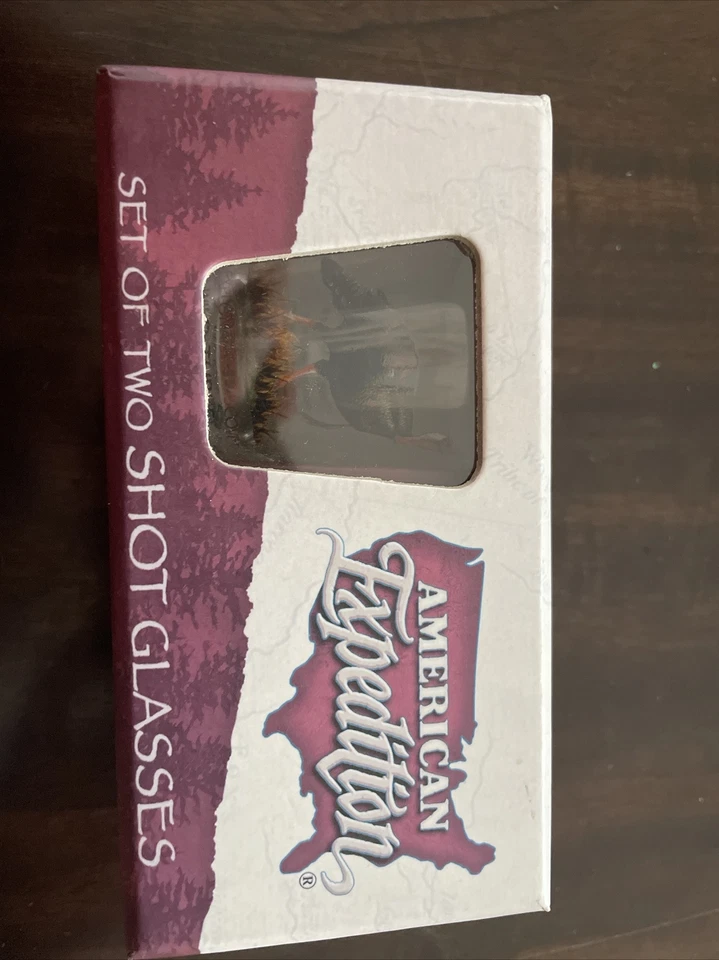 AMERICAN
Expedition®
SET OF TWO SHOT GLASSES